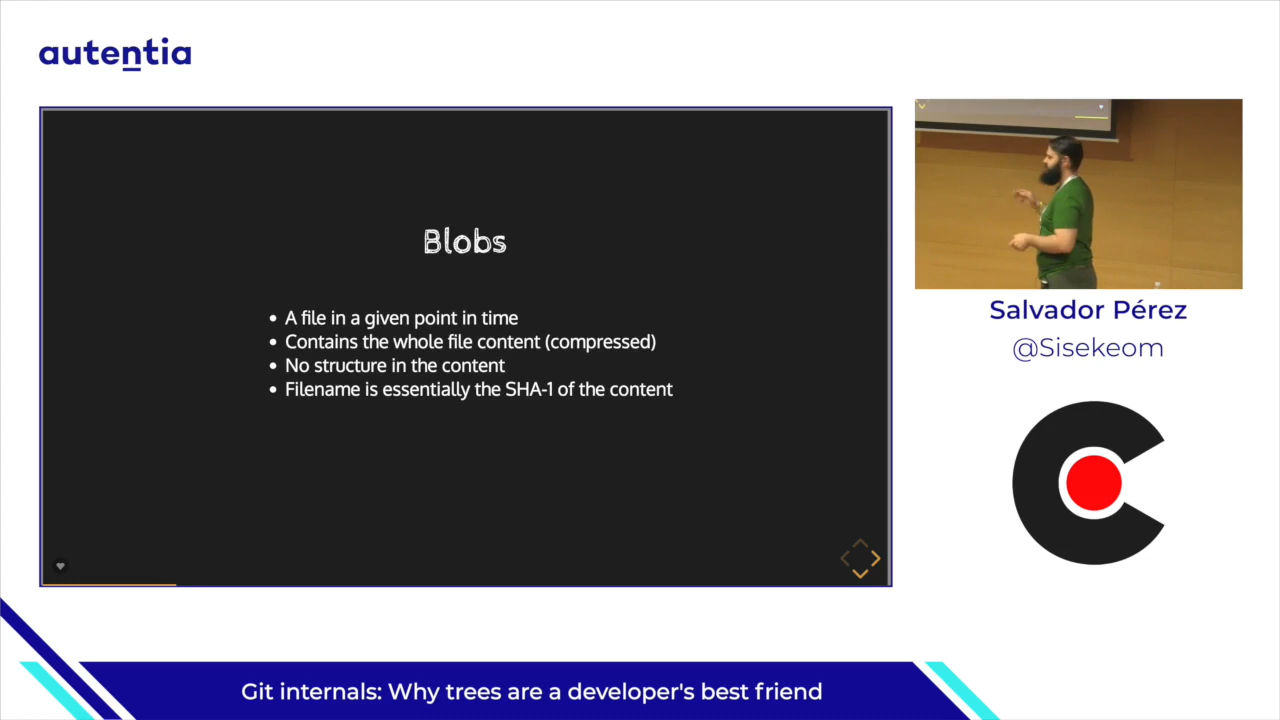 autentia
Blobs
A file in a given point in time
Contains the whole file content (compressed)
No structure in the content
Filename is essentially the SHA-1 of the content
Salvador Pérez
@Sisekeom
Git internals: Why trees are a developer's best friend